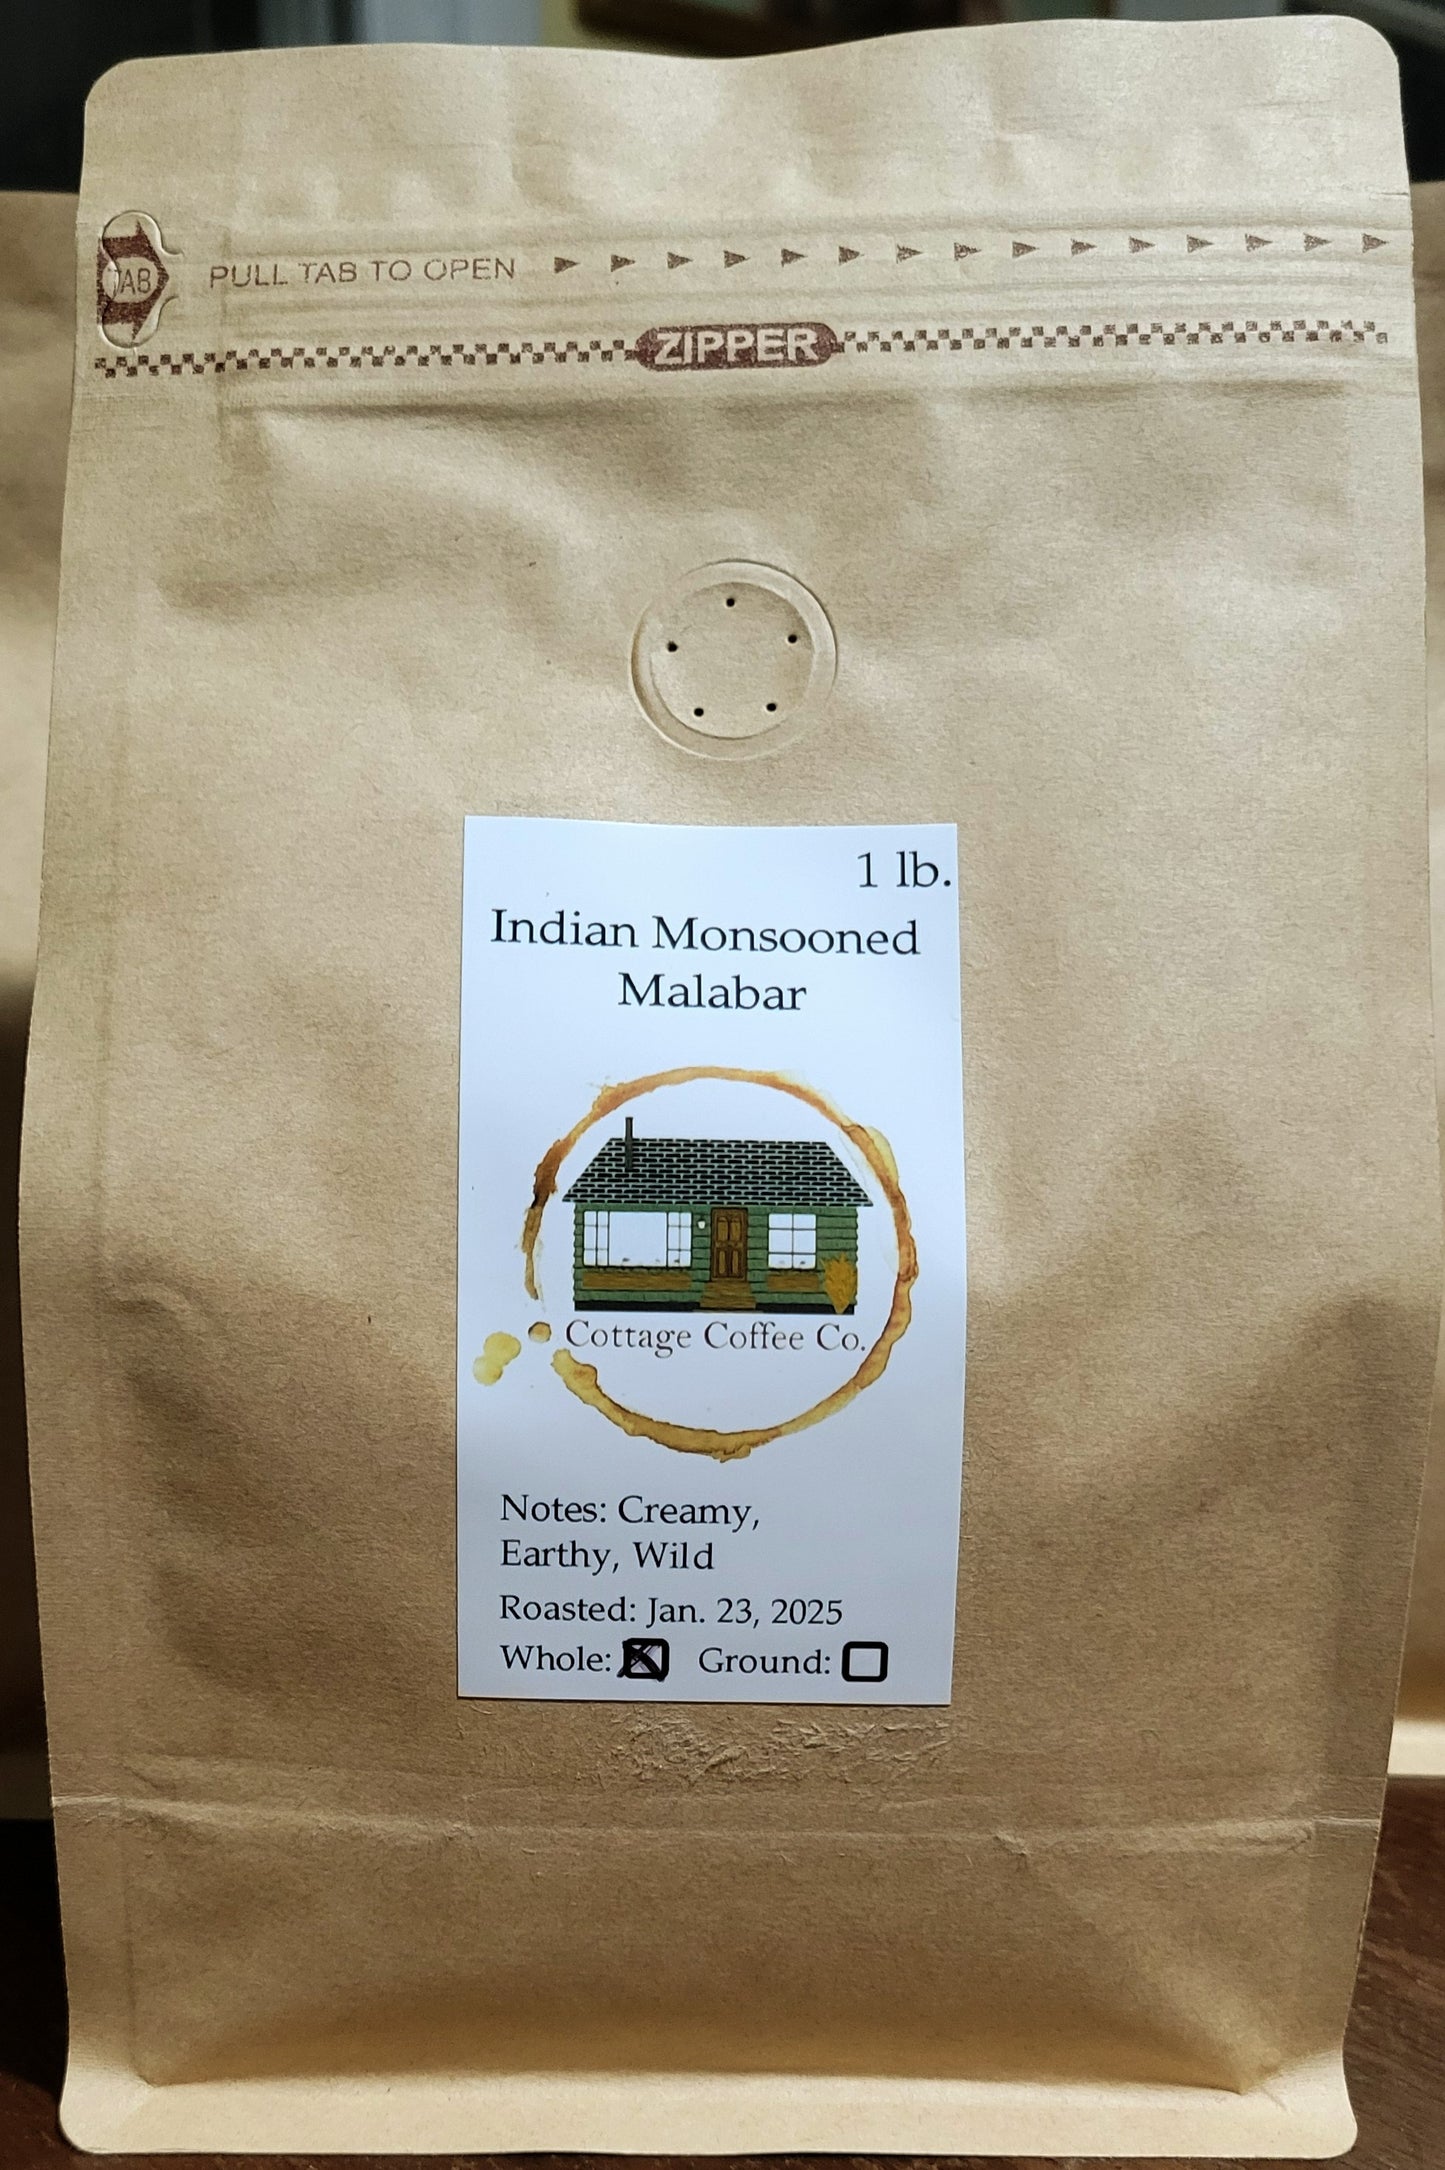 TAB
PULL TAB TO OPEN
ZIPPER
1 lb.
Indian Monsooned
Malabar
Cottage Coffee Co.
Notes: Creamy,
Earthy, Wild
Roasted: Jan. 23, 2025
Whole: Ground: